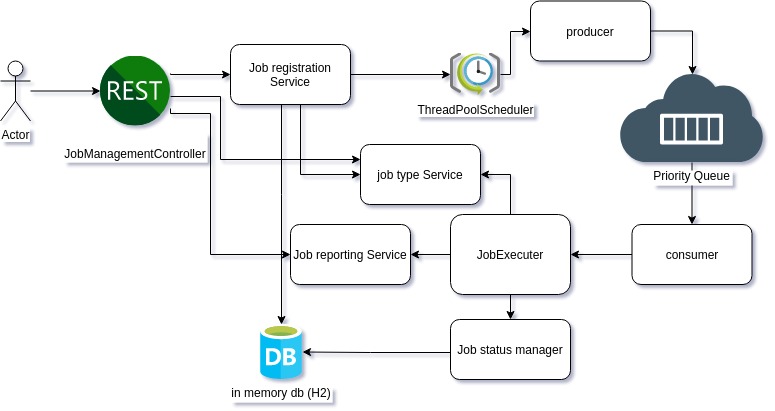 producer
Job registration
Service
REST
ThreadPoolScheduler
Actor
JobManagementController
job type Service
Priority Queue
Job reporting Service
JobExecuter
consumer
DB
Job status manager
in memory db (H2)